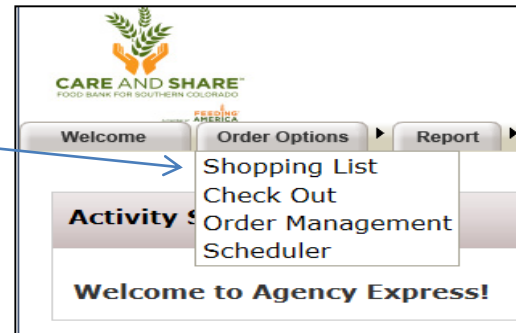 CARE AND SHARE
FOOD BANK FOR SOUTHERN COLORADO
FEEDING
AMERICA
Welcome Order Options Report
Shopping List
Check Out
Order Management
Scheduler
Activity S
Welcome to Agency Express!